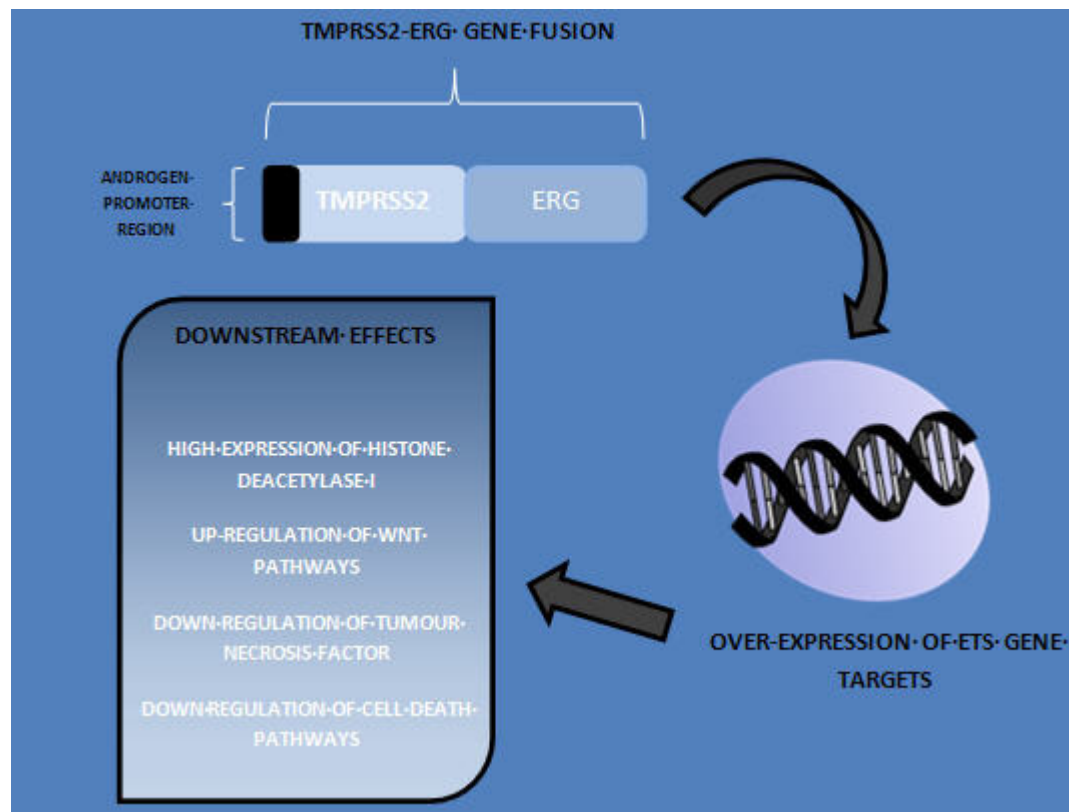 TMPRSS2-ERG· GENE·FUSION
ANDROGEN-
PROMOTER-
REGION
TMPRSS2
ERG
DOWNSTREAM· EFFECTS
HIGH·EXPRESSION·OF·HISTONE·
DEACETYLASE·I
UP-REGULATION·OF·WNT·
PATHWAYS
DOWN·REGULATION·OF·TUMOUR·
NECROSIS·FACTOR
DOWN·REGULATION·OF·CELL·DEATH·
PATHWAYS
OVER-EXPRESSION· OF·ETS· GENE·
TARGETS